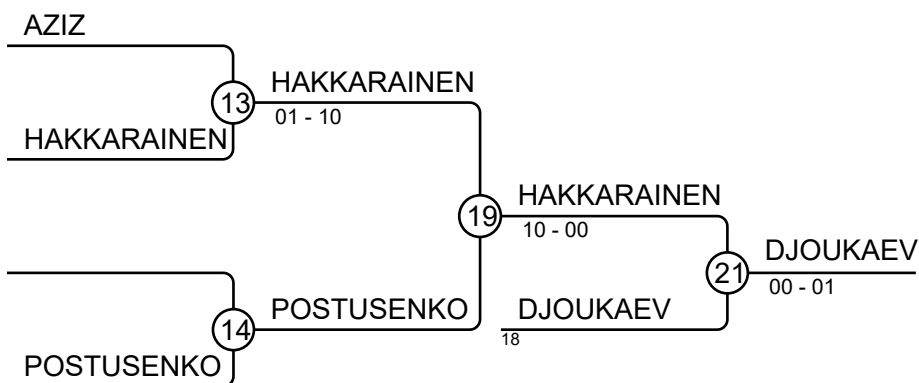 AZIZ
13
HAKKARAINEN
01 - 10
HAKKARAINEN
19
HAKKARAINEN
10 - 00
21
DJOUKAEV
00 - 01
14
POSTUSENKO
DJOUKAEV
18
POSTUSENKO